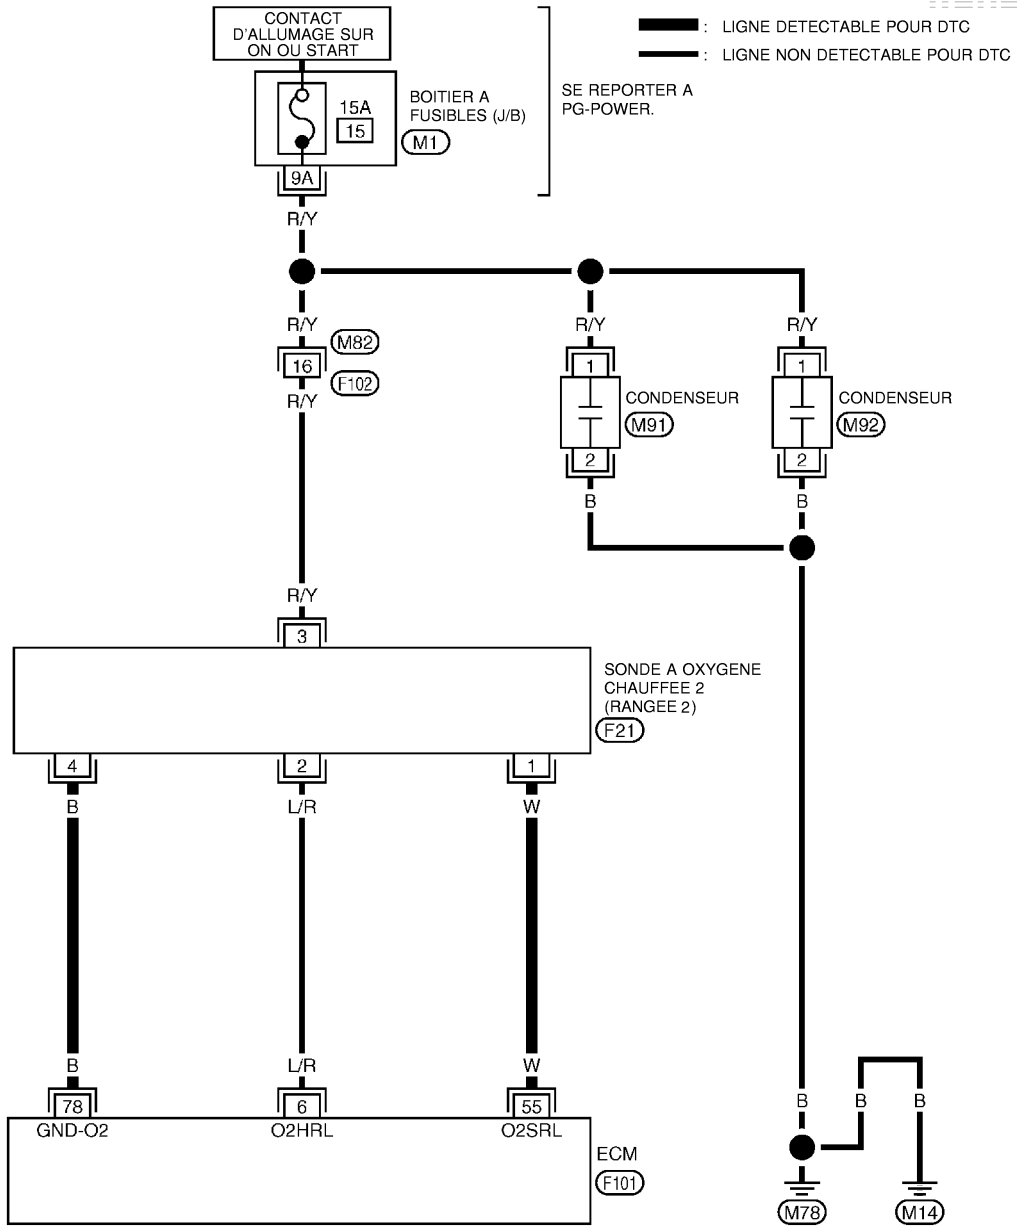 CONTACT
D'ALLUMAGE SUR
ON OU START
: LIGNE DETECTABLE POUR DTC
: LIGNE NON DETECTABLE POUR DTC
SE REPORTER A
PG-POWER.
15A
15
BOITIER A
FUSIBLES (J/B)
M1
9A
R/Y
R/Y
R/Y
R/Y
M82
16
F102
R/Y
1
1
CONDENSEUR
M91
CONDENSEUR
M92
2
2
B
B
R/Y
3
SONDE A OXYGENE
CHAUFFEE 2
(RANGEE 2)
F21
4
2
1
B
L/R
W
B
L/R
W
78
6
55
GND-O2
O2HRL
O2SRL
ECM
F101
B
B
B
M78
M14